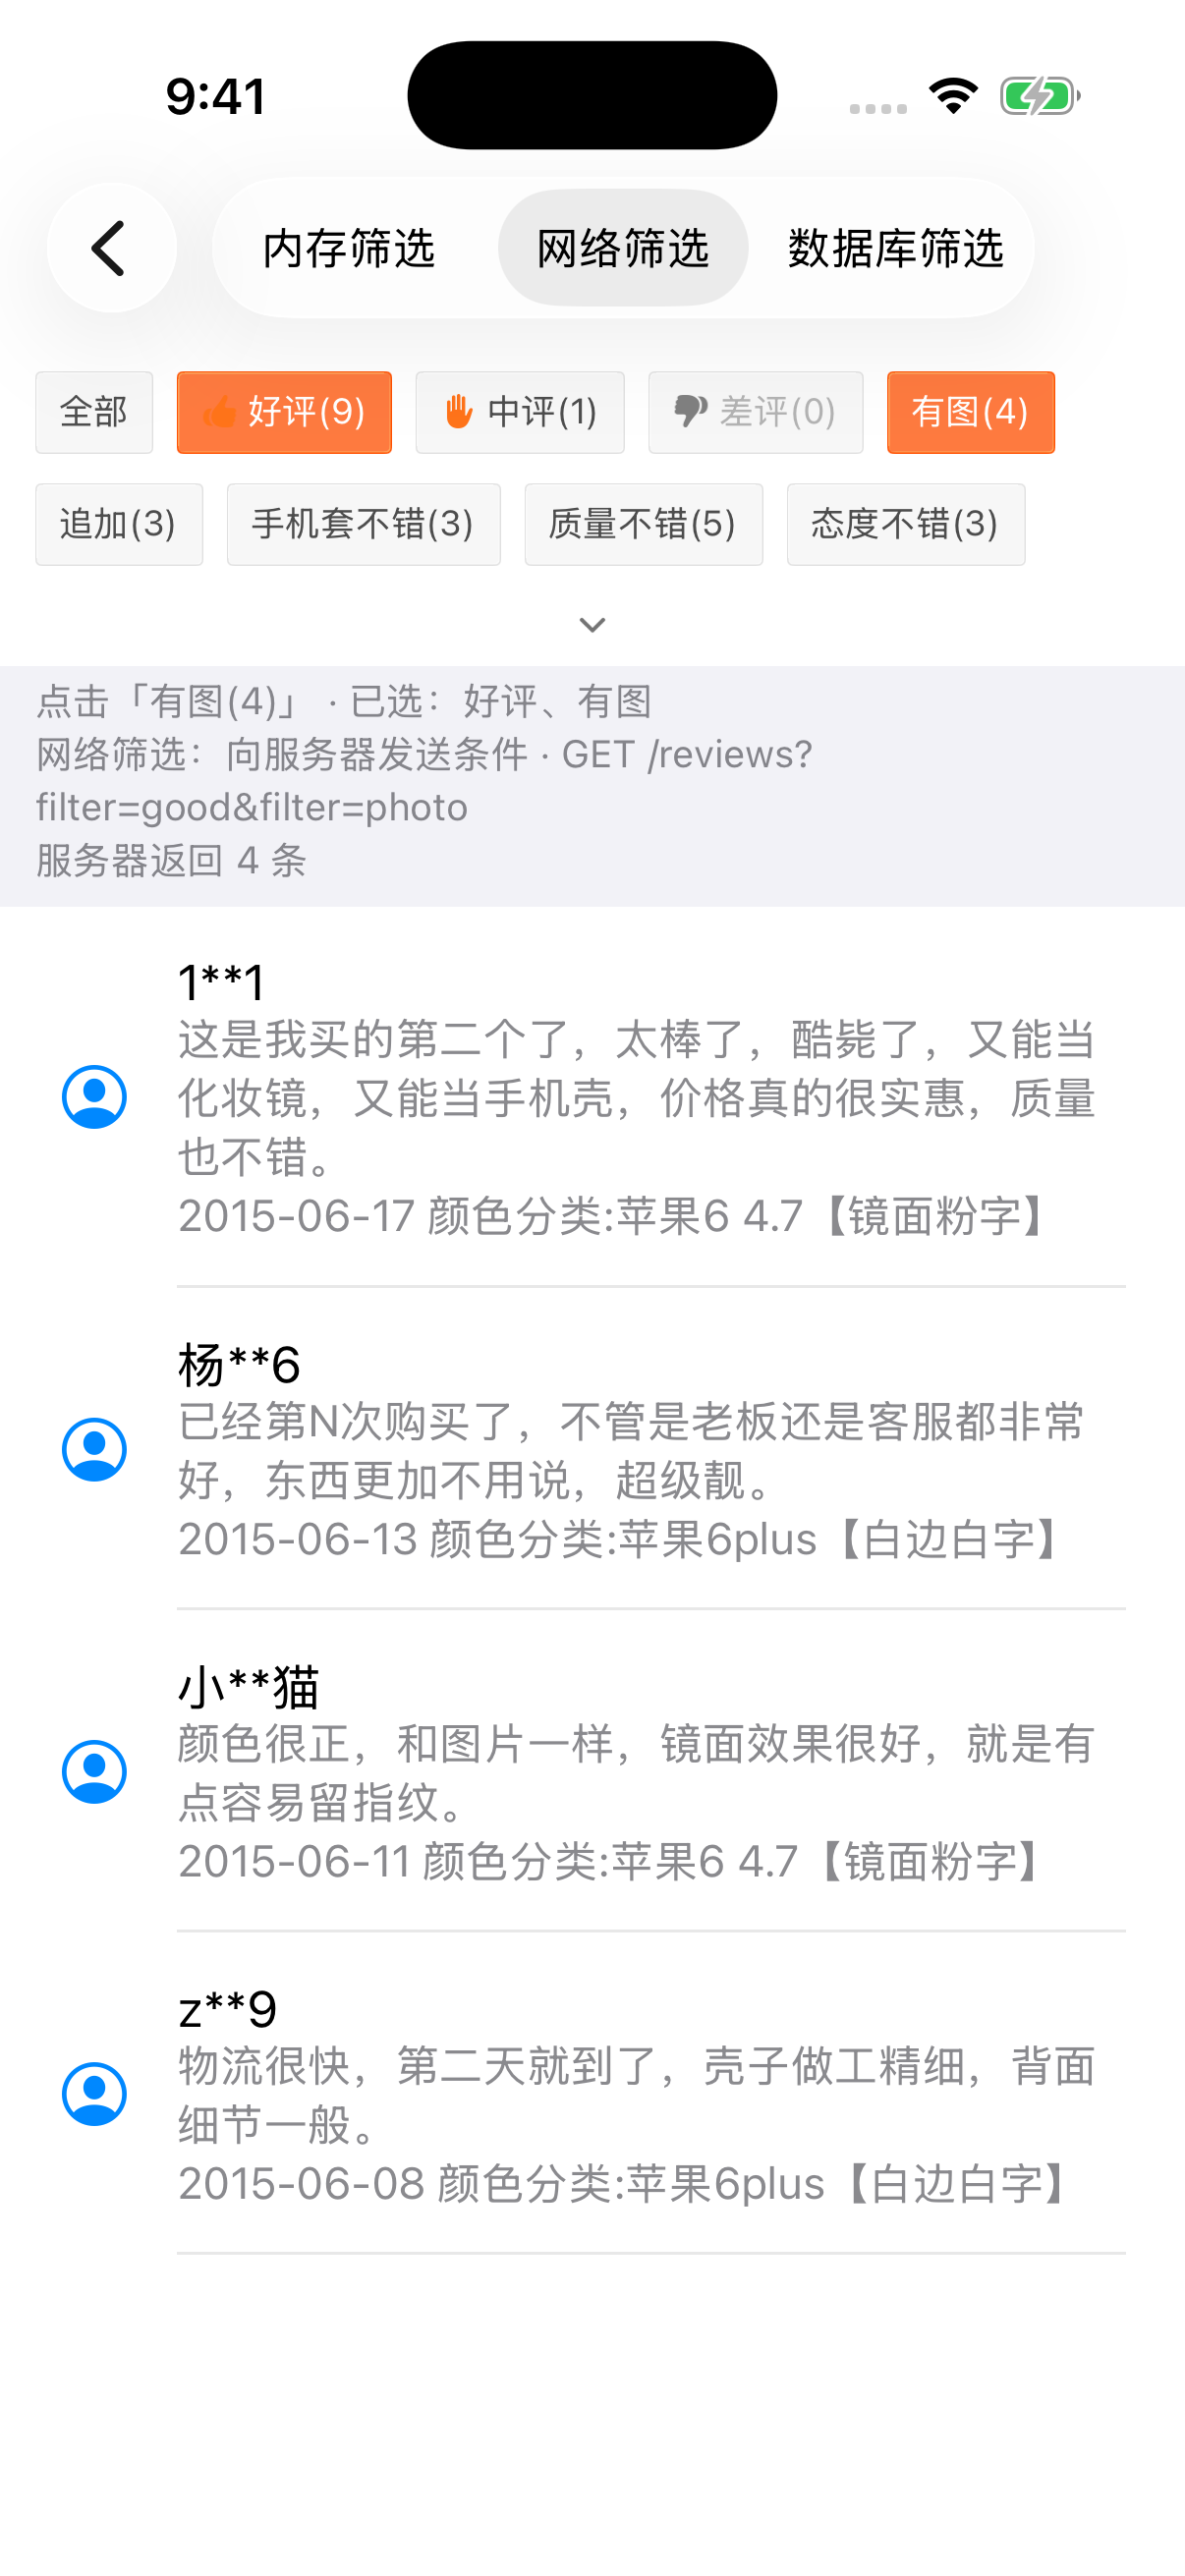 9:41
内存筛选 网络筛选 数据库筛选
全部 好评(9) 中评(1) 差评(0) 有图(4)
追加(3) 手机套不错(3) 质量不错(5) 态度不错(3)
点击「有图(4)」 · 已选：好评、有图
网络筛选：向服务器发送条件 · GET /reviews?
filter=good&filter=photo
服务器返回 4 条
1**1
这是我买的第二个了，太棒了，酷毙了，又能当
化妆镜，又能当手机壳，价格真的很实惠，质量
也不错。
2015-06-17 颜色分类:苹果6 4.7【镜面粉字】
杨**6
已经第N次购买了，不管是老板还是客服都非常
好，东西更加不用说，超级靓。
2015-06-13 颜色分类:苹果6plus【白边白字】
小**猫
颜色很正，和图片一样，镜面效果很好，就是有
点容易留指纹。
2015-06-11 颜色分类:苹果6 4.7【镜面粉字】
z**9
物流很快，第二天就到了，壳子做工精细，背面
细节一般。
2015-06-08 颜色分类:苹果6plus【白边白字】